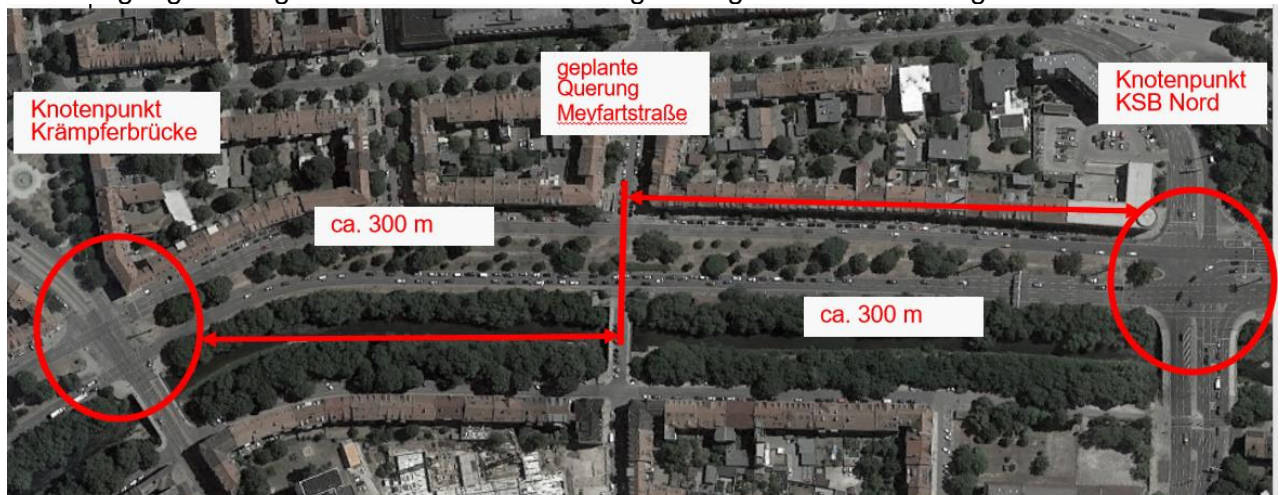 Knotenpunkt
Krämpferbrücke
geplante
Querung
Meyfartstraße
Knotenpunkt
KSB Nord
ca. 300 m
ca. 300 m